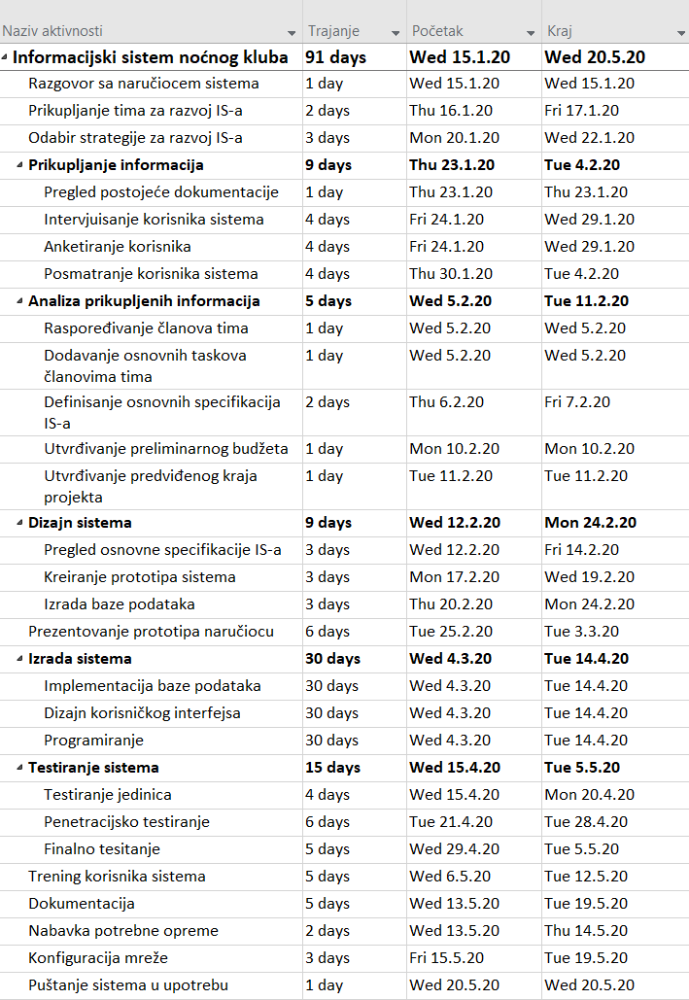 Naziv aktivnosti Trajanje Početak Kraj
Informacijski sistem noćnog kluba 91 days Wed 15.1.20 Wed 20.5.20
Razgovor sa naručiocem sistema 1 day Wed 15.1.20 Wed 15.1.20
Prikupljanje tima za razvoj IS-a 2 days Thu 16.1.20 Fri 17.1.20
Odabir strategije za razvoj IS-a 3 days Mon 20.1.20 Wed 22.1.20
Prikupljanje informacija 9 days Thu 23.1.20 Tue 4.2.20
Pregled postojeće dokumentacije 1 day Thu 23.1.20 Thu 23.1.20
Intervjuisanje korisnika sistema 4 days Fri 24.1.20 Wed 29.1.20
Anketiranje korisnika 4 days Fri 24.1.20 Wed 29.1.20
Posmatranje korisnika sistema 4 days Thu 30.1.20 Tue 4.2.20
Analiza prikupljenih informacija 5 days Wed 5.2.20 Tue 11.2.20
Raspoređivanje članova tima 1 day Wed 5.2.20 Wed 5.2.20
Dodavanje osnovnih taskova 1 day Wed 5.2.20 Wed 5.2.20
članovima tima
Definisanje osnovnih specifikacija 2 days Thu 6.2.20 Fri 7.2.20
IS-a
Utvrđivanje preliminarnog budžeta 1 day Mon 10.2.20 Mon 10.2.20
Utvrđivanje predviđenog kraja 1 day Tue 11.2.20 Tue 11.2.20
projekta
Dizajn sistema 9 days Wed 12.2.20 Mon 24.2.20
Pregled osnovne specifikacije IS-a 3 days Wed 12.2.20 Fri 14.2.20
Kreiranje prototipa sistema 3 days Mon 17.2.20 Wed 19.2.20
Izrada baze podataka 3 days Thu 20.2.20 Mon 24.2.20
Prezentovanje prototipa naručiocu 6 days Tue 25.2.20 Tue 3.3.20
Izrada sistema 30 days Wed 4.3.20 Tue 14.4.20
Implementacija baze podataka 30 days Wed 4.3.20 Tue 14.4.20
Dizajn korisničkog interfejsa 30 days Wed 4.3.20 Tue 14.4.20
Programiranje 30 days Wed 4.3.20 Tue 14.4.20
Testiranje sistema 15 days Wed 15.4.20 Tue 5.5.20
Testiranje jedinica 4 days Wed 15.4.20 Mon 20.4.20
Penetracijsko testiranje 6 days Tue 21.4.20 Tue 28.4.20
Finalno tesitanje 5 days Wed 29.4.20 Tue 5.5.20
Trening korisnika sistema 5 days Wed 6.5.20 Tue 12.5.20
Dokumentacija 5 days Wed 13.5.20 Tue 19.5.20
Nabavka potrebne opreme 2 days Wed 13.5.20 Thu 14.5.20
Konfiguracija mreže 3 days Fri 15.5.20 Tue 19.5.20
Puštanje sistema u upotrebu 1 day Wed 20.5.20 Wed 20.5.20